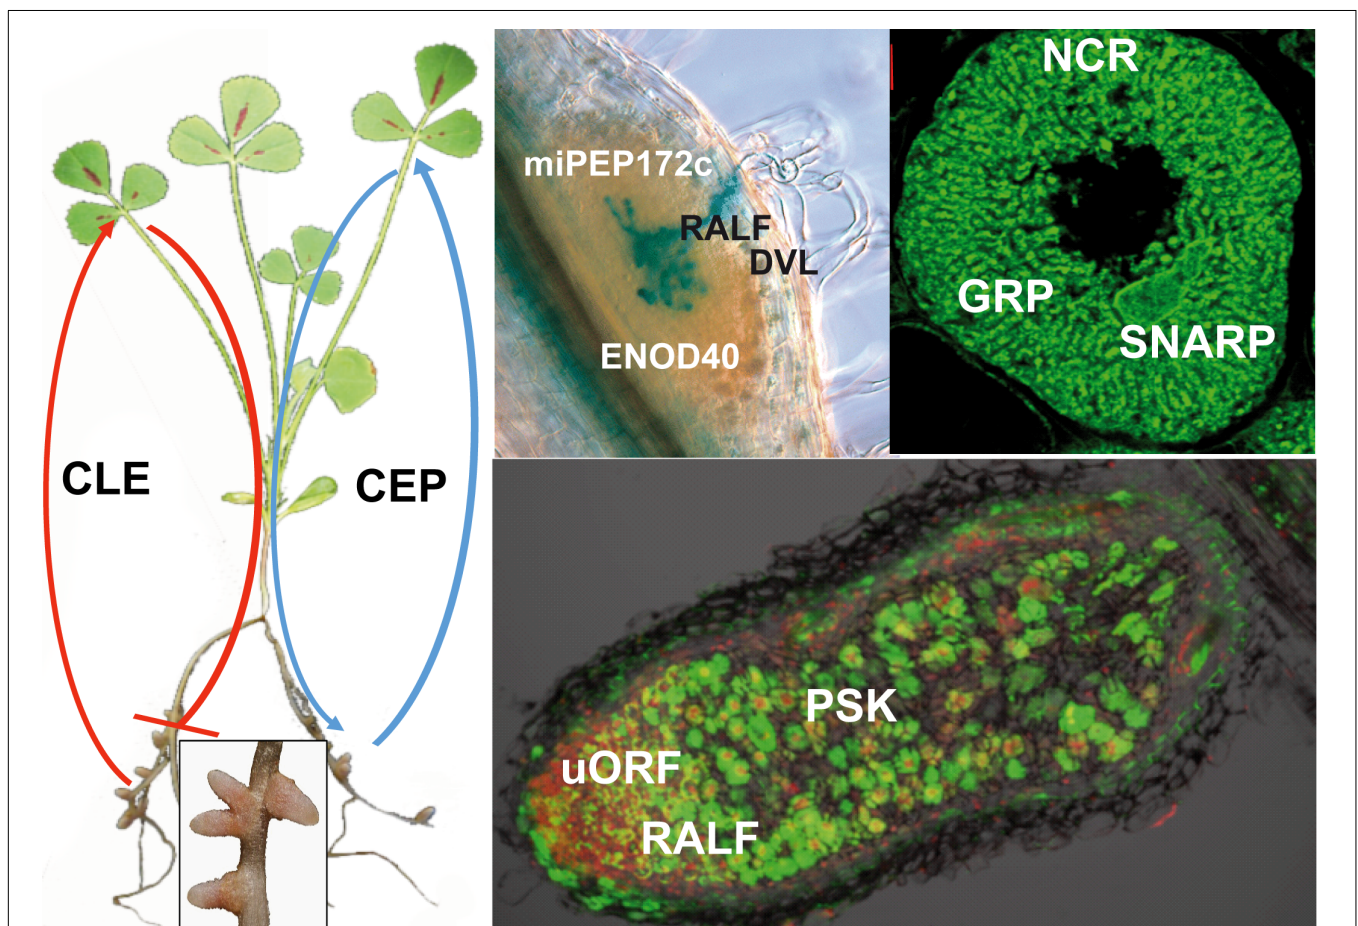 CLE
CEP
miPEP172c
RALF
DVL
ENOD40
NCR
GRP
SNARP
PSK
uORF
RALF